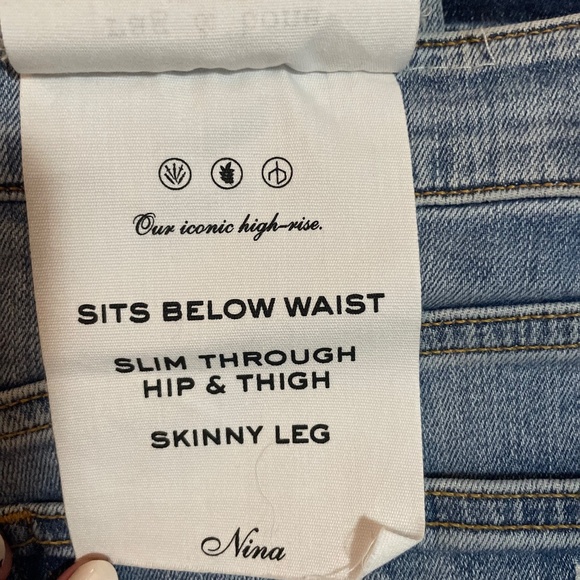 Our iconic high-rise.
SITS BELOW WAIST
SLIM THROUGH
HIP & THIGH
SKINNY LEG
Nina